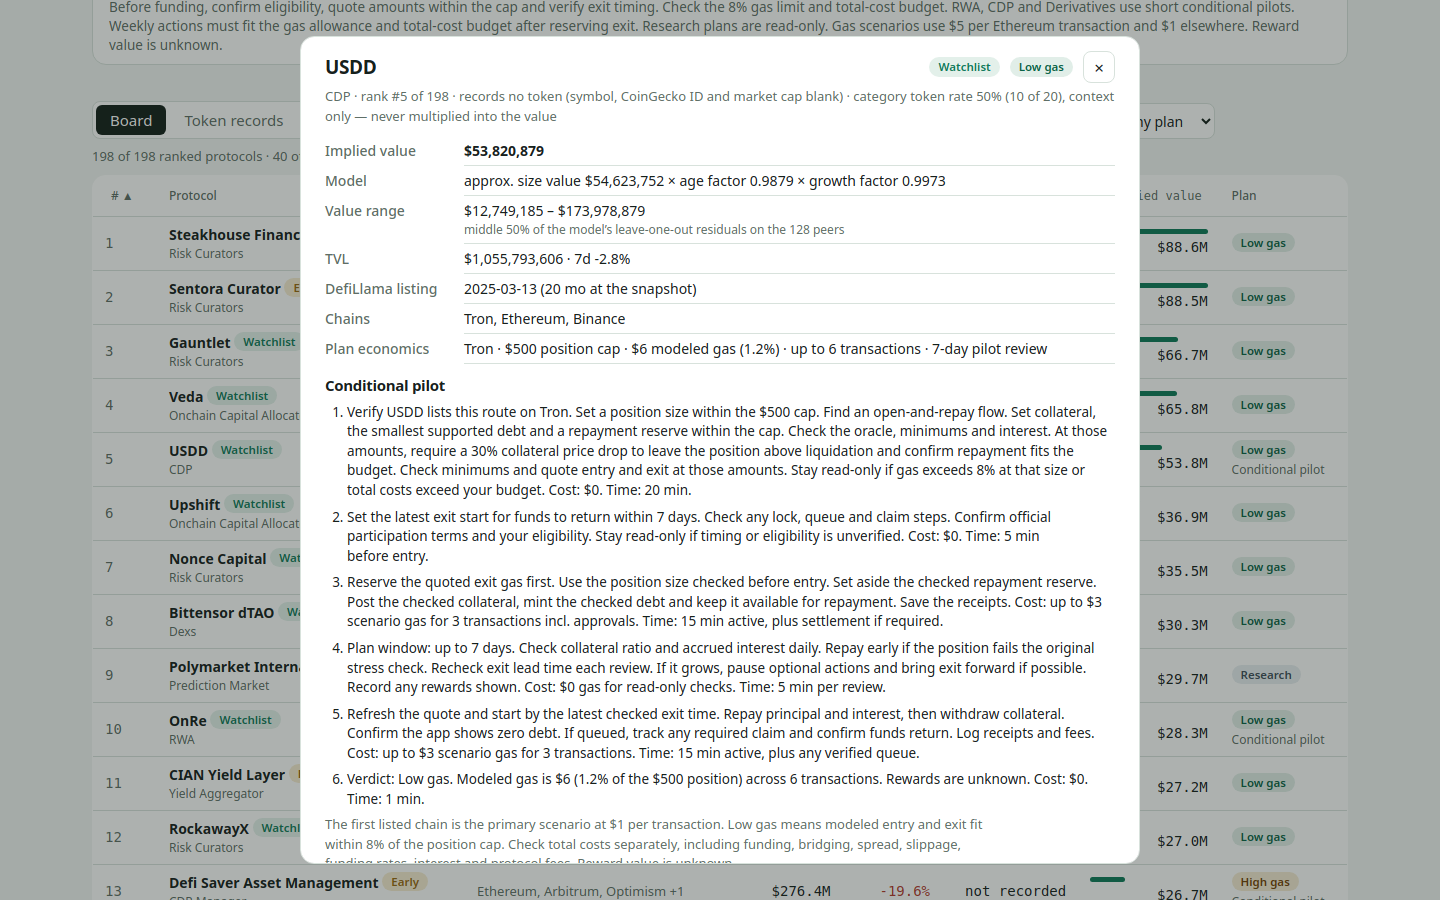 Before funding, confirm eligibility, quote amounts within the cap and verify exit timing. Check the 8% gas limit and total-cost budget. RWA, CDP and Derivatives use short conditional pilots.
Weekly actions must fit the gas allowance and total-cost budget after reserving exit. Research plans are read-only. Gas scenarios use $5 per Ethereum transaction and $1 elsewhere. Reward
value is unknown.
USDD
Watchlist
Low gas
×
CDP · rank #5 of 198 · records no token (symbol, CoinGecko ID and market cap blank) · category token rate 50% (10 of 20), context
only — never multiplied into the value
Implied value $53,820,879
Model approx. size value $54,623,752 × age factor 0.9879 × growth factor 0.9973
Value range $12,749,185 – $173,978,879
middle 50% of the model's leave-one-out residuals on the 128 peers
TVL $1,055,793,606 · 7d -2.8%
DefiLlama listing 2025-03-13 (20 mo at the snapshot)
Chains Tron, Ethereum, Binance
Plan economics Tron · $500 position cap · $6 modeled gas (1.2%) · up to 6 transactions · 7-day pilot review
Conditional pilot
1. Verify USDD lists this route on Tron. Set a position size within the $500 cap. Find an open-and-repay flow. Set collateral,
the smallest supported debt and a repayment reserve within the cap. Check the oracle, minimums and interest. At those
amounts, require a 30% collateral price drop to leave the position above liquidation and confirm repayment fits the
budget. Check minimums and quote entry and exit at those amounts. Stay read-only if gas exceeds 8% at that size or
total costs exceed your budget. Cost: $0. Time: 20 min.
2. Set the latest exit start for funds to return within 7 days. Check any lock, queue and claim steps. Confirm official
participation terms and your eligibility. Stay read-only if timing or eligibility is unverified. Cost: $0. Time: 5 min
before entry.
3. Reserve the quoted exit gas first. Use the position size checked before entry. Set aside the checked repayment reserve.
Post the checked collateral, mint the checked debt and keep it available for repayment. Save the receipts. Cost: up to $3
scenario gas for 3 transactions incl. approvals. Time: 15 min active, plus settlement if required.
4. Plan window: up to 7 days. Check collateral ratio and accrued interest daily. Repay early if the position fails the original
stress check. Recheck exit lead time each review. If it grows, pause optional actions and bring exit forward if possible.
Record any rewards shown. Cost: $0 gas for read-only checks. Time: 5 min per review.
5. Refresh the quote and start by the latest checked exit time. Repay principal and interest, then withdraw collateral.
Confirm the app shows zero debt. If queued, track any required claim and confirm funds return. Log receipts and fees.
Cost: up to $3 scenario gas for 3 transactions. Time: 15 min active, plus any verified queue.
6. Verdict: Low gas. Modeled gas is $6 (1.2% of the $500 position) across 6 transactions. Rewards are unknown. Cost: $0.
Time: 1 min.
The first listed chain is the primary scenario at $1 per transaction. Low gas means modeled entry and exit fit
within 8% of the position cap. Check total costs separately, including funding, bridging, spread, slippage,
funding rates, interest and protocol fees. Reward value is unknown.
Board
Token records
ny plan
198 of 198 ranked protocols · 40 o
# ▲ Protocol ied value Plan
1 Steakhouse Financ $88.6M Low gas
Risk Curators
2 Sentora Curator E $88.5M Low gas
Risk Curators
3 Gauntlet Watchlist $66.7M Low gas
Risk Curators
4 Veda Watchlist $65.8M Low gas
Onchain Capital Allocat
5 USDD Watchlist $53.8M Low gas
CDP Conditional pilot
6 Upshift Watchlist $36.9M Low gas
Onchain Capital Allocat
7 Nonce Capital Wat $35.5M Low gas
Risk Curators
8 Bittensor dTAO Wa $30.3M Low gas
Dexs
9 Polymarket Interna $29.7M Research
Prediction Market
10 OnRe Watchlist $28.3M Low gas
RWA Conditional pilot
11 CIAN Yield Layer $27.2M Low gas
Yield Aggregator
12 RockawayX Watchl $27.0M Low gas
Risk Curators
13 Defi Saver Asset Management Early Ethereum, Arbitrum, Optimism +1 $276.4M -19.6% not recorded $26.7M High gas
CDP Manager Conditional pilot